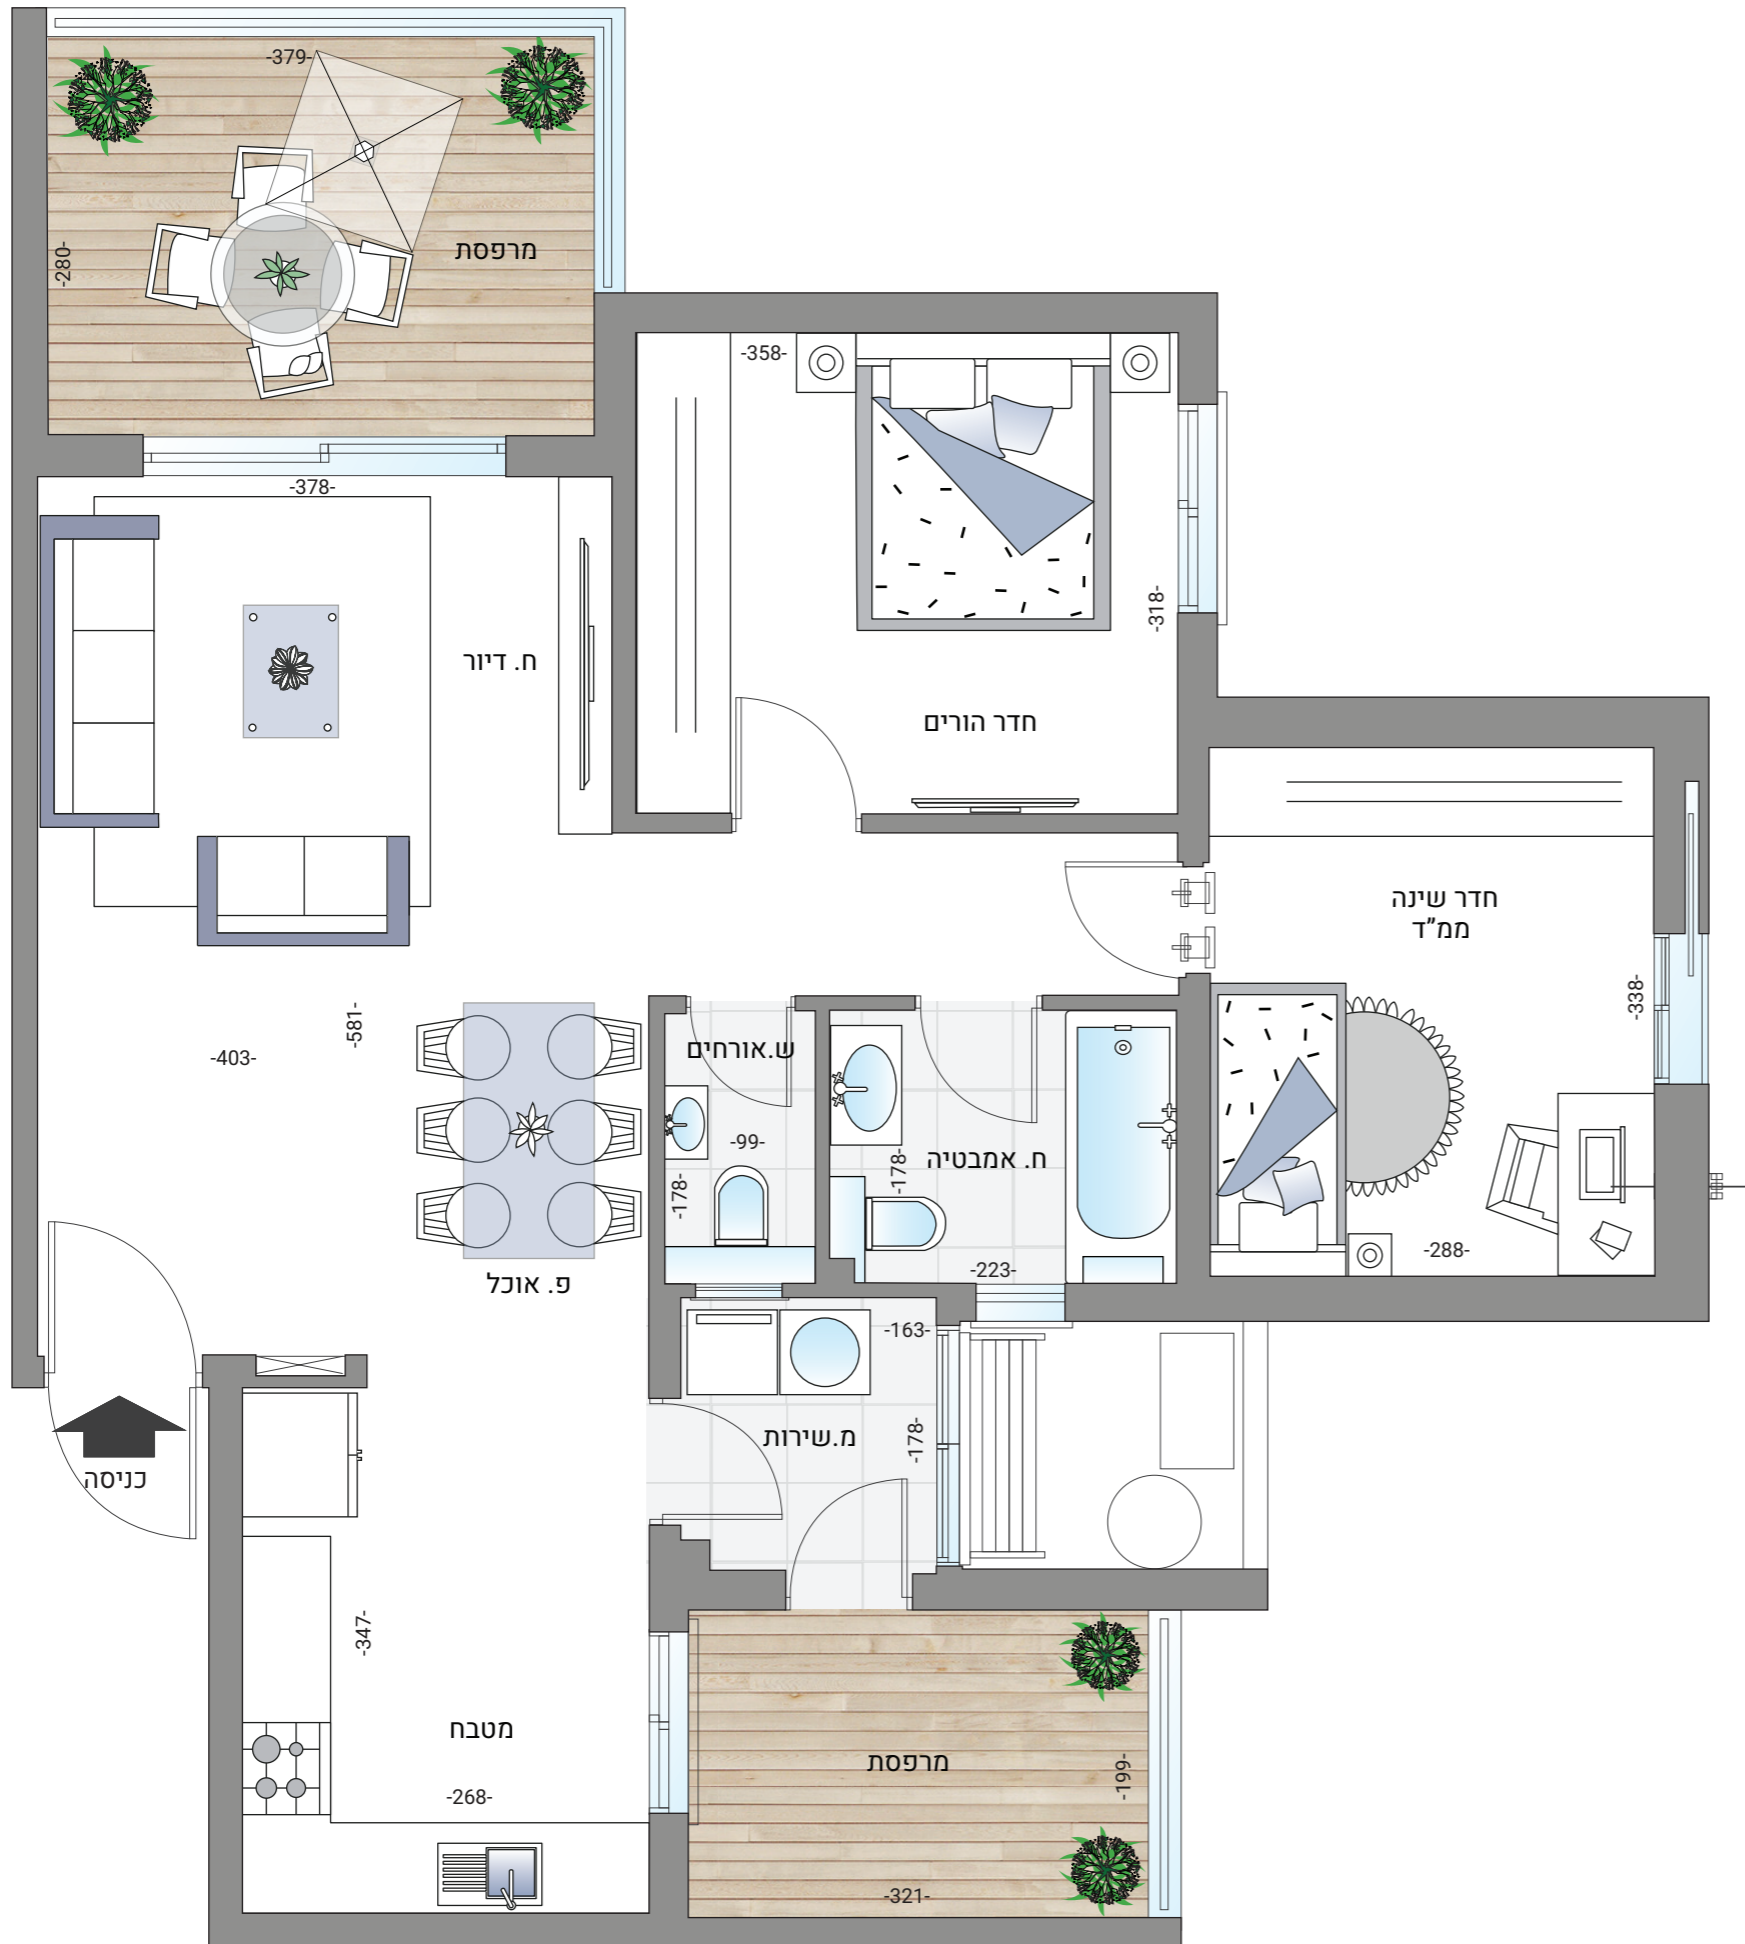 -379-
-280-
מרפסת
-358-
-378-
-318-
ח. דיור
חדר הורים
חדר שינה
ממ"ד
-338-
-581-
-403-
ש.אורחים
-99-
-178-
-178-
ח. אמבטיה
-288-
-223-
פ. אוכל
-163-
מ.שירות
-178-
כניסה
-347-
מטבח
-268-
מרפסת
-199-
-321-